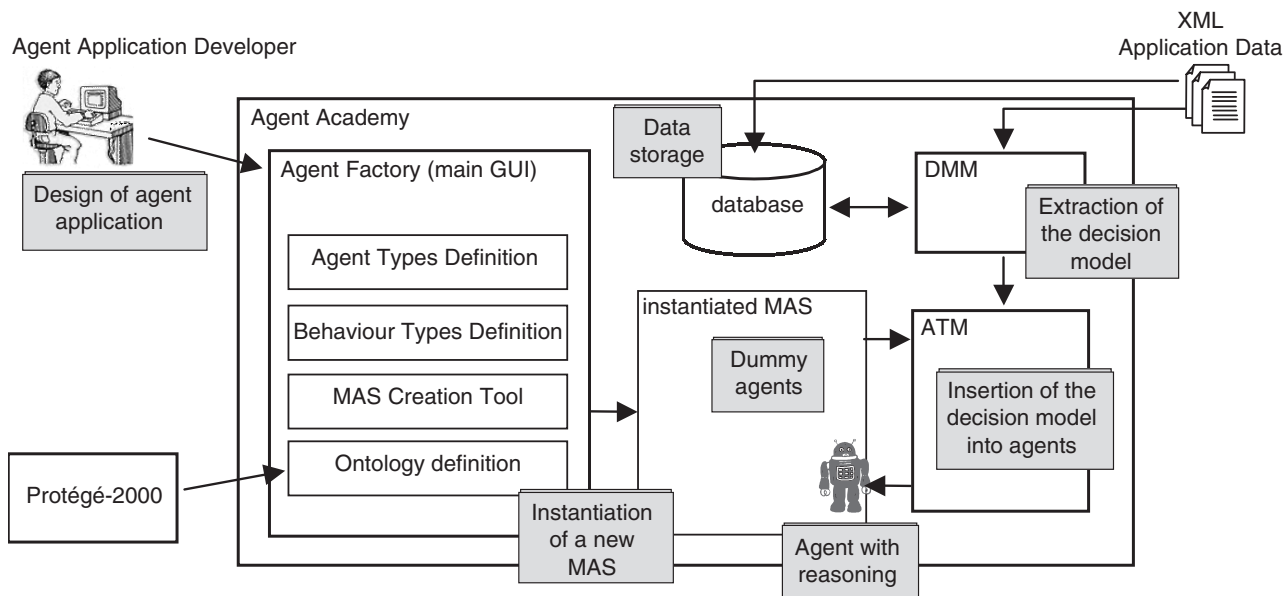 XML
Application Data
Agent Application Developer
Design of agent
application
Agent Academy
Agent Factory (main GUI)
Agent Types Definition
Behaviour Types Definition
MAS Creation Tool
Ontology definition
Protégé-2000
Instantiation
of a new
MAS
Data
storage
database
DMM
Extraction of
the decision
model
instantiated MAS
Dummy
agents
ATM
Insertion of the
decision model
into agents
Agent with
reasoning